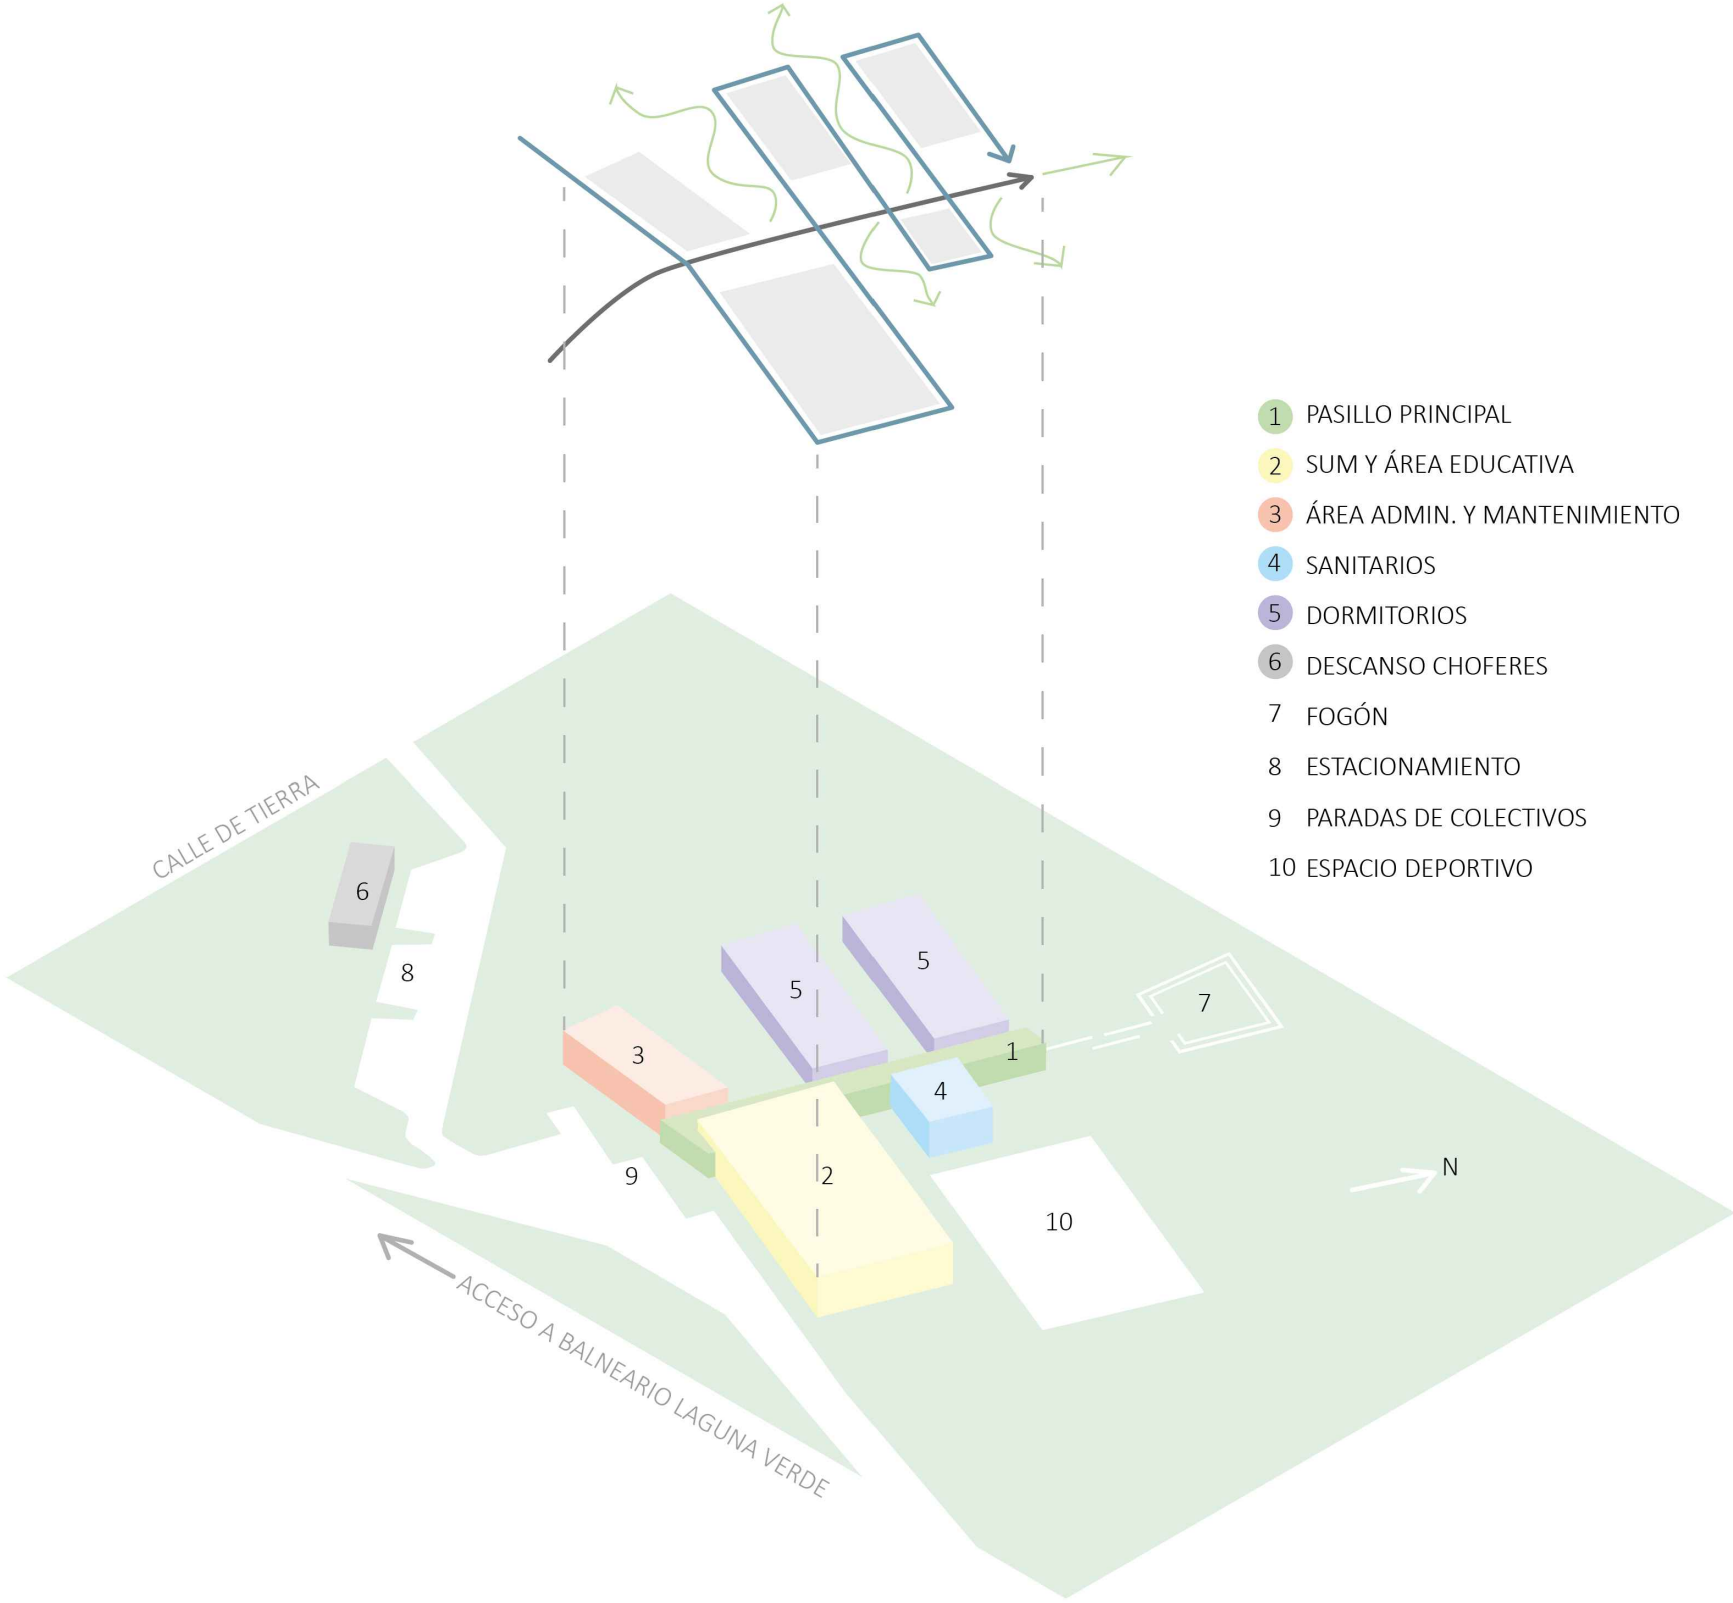 1 PASILLO PRINCIPAL
2 SUM Y ÁREA EDUCATIVA
3 ÁREA ADMIN. Y MANTENIMIENTO
4 SANITARIOS
5 DORMITORIOS
6 DESCANSO CHOFERES
7 FOGÓN
8 ESTACIONAMIENTO
9 PARADAS DE COLECTIVOS
10 ESPACIO DEPORTIVO
CALLE DE TIERRA
6
8
5
5
7
3
1
4
9
2
10
N
ACCESO A BALNEARIO LAGUNA VERDE